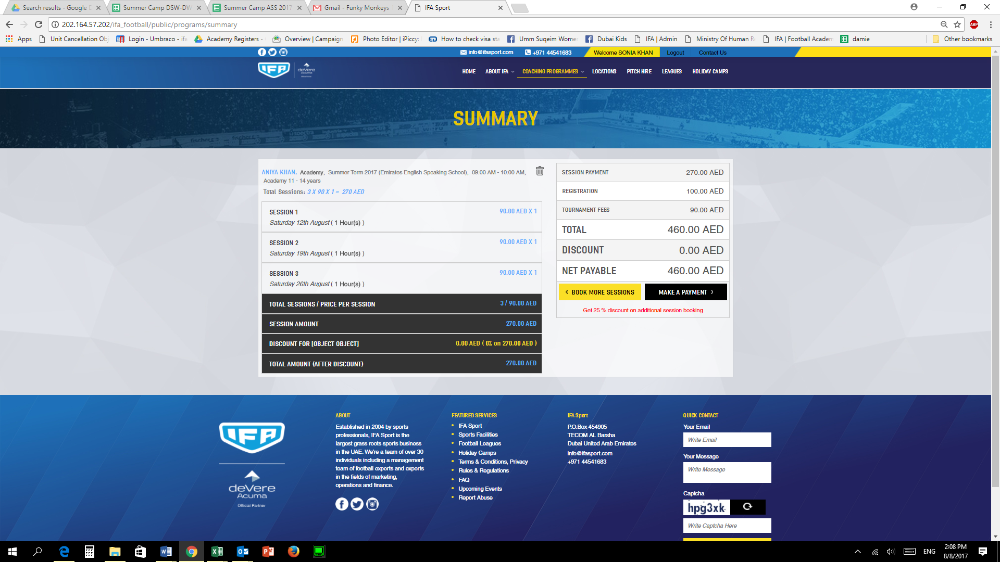 Search results - Google D
Summer Camp DSW-DW
Summer Camp ASS 2017
Gmail - Funky Monkeys
IFA Sport
202.164.57.202/ifa_football/public/programs/summary
Apps
Unit Cancellation Obj
Login - Umbraco - ifa
Academy Registers -
Overview | Campaign
Photo Editor | iPiccy:
How to check visa sta
Umm Suqeim Wome
Dubai Kids
IFA | Admin
Ministry Of Human R
IFA | Football Academ
damie
Other bookmarks
info@ifasport.com
+971 44541683
Welcome SONIA KHAN
Logout
Contact Us
IFA
deVere
Acuma
HOME
ABOUT IFA
COACHING PROGRAMMES
LOCATIONS
PITCH HIRE
LEAGUES
HOLIDAY CAMPS
SUMMARY
ANIYA KHAN, Academy, Summer Term 2017 (Emirates English Speaking School), 09:00 AM - 10:00 AM,
Academy 11 - 14 years
Total Sessions: 3 X 90 X 1 = 270 AED
SESSION 1 90.00 AED X 1
Saturday 12th August ( 1 Hour(s) )
SESSION 2 90.00 AED X 1
Saturday 19th August ( 1 Hour(s) )
SESSION 3 90.00 AED X 1
Saturday 26th August ( 1 Hour(s) )
TOTAL SESSIONS / PRICE PER SESSION 3 / 90.00 AED
SESSION AMOUNT 270.00 AED
DISCOUNT FOR [OBJECT OBJECT] 0.00 AED ( 0% on 270.00 AED )
TOTAL AMOUNT (AFTER DISCOUNT) 270.00 AED
SESSION PAYMENT 270.00 AED
REGISTRATION 100.00 AED
TOURNAMENT FEES 90.00 AED
TOTAL 460.00 AED
DISCOUNT 0.00 AED
NET PAYABLE 460.00 AED
BOOK MORE SESSIONS
MAKE A PAYMENT
Get 25 % discount on additional session booking
IFA
deVere
Acuma
Official Partner
ABOUT
Established in 2004 by sports
professionals, IFA Sport is the
largest grass roots sports business
in the UAE. We're a team of over 30
individuals including a management
team of football experts and experts
in the fields of marketing,
operations and finance.
FEATURED SERVICES
IFA Sport
Sports Facilities
Football Leagues
Holiday Camps
Terms & Conditions, Privacy
Rules & Regulations
FAQ
Upcoming Events
Report Abuse
IFA Sport
P.O.Box 454905
TECOM AL Barsha
Dubai United Arab Emirates
info@ifasport.com
+971 44541683
QUICK CONTACT
Your Email
Write Email
Your Message
Write Message
Captcha
hpg3xk
Write Captcha Here
ENG
2:08 PM
8/8/2017